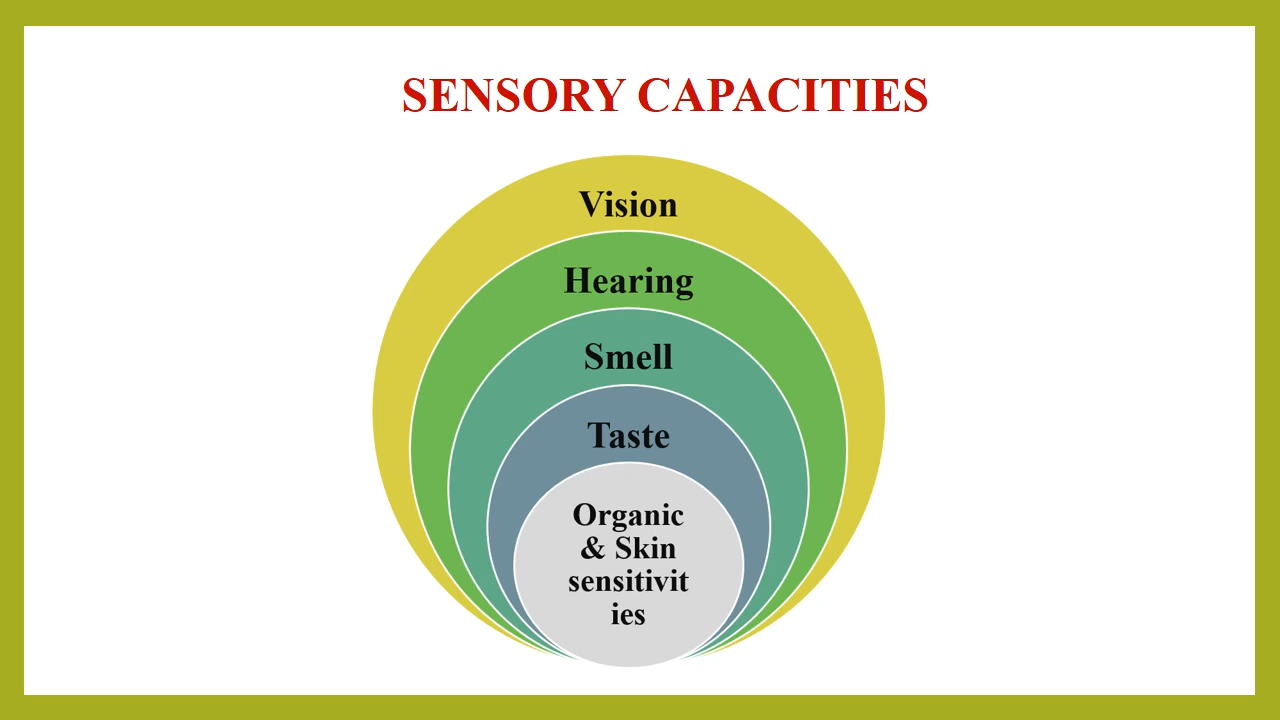 SENSORY CAPACITIES
Vision
Hearing
Smell
Taste
Organic
& Skin
sensitivit
ies